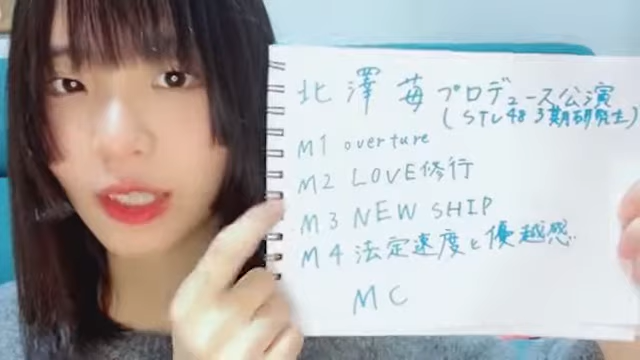 北澤苺プロデュース公演
(STU48 3期研究生)
M1 overture
M2 LOVE修行
M3 NEW SHIP
M4 法定速度と優越感
MC